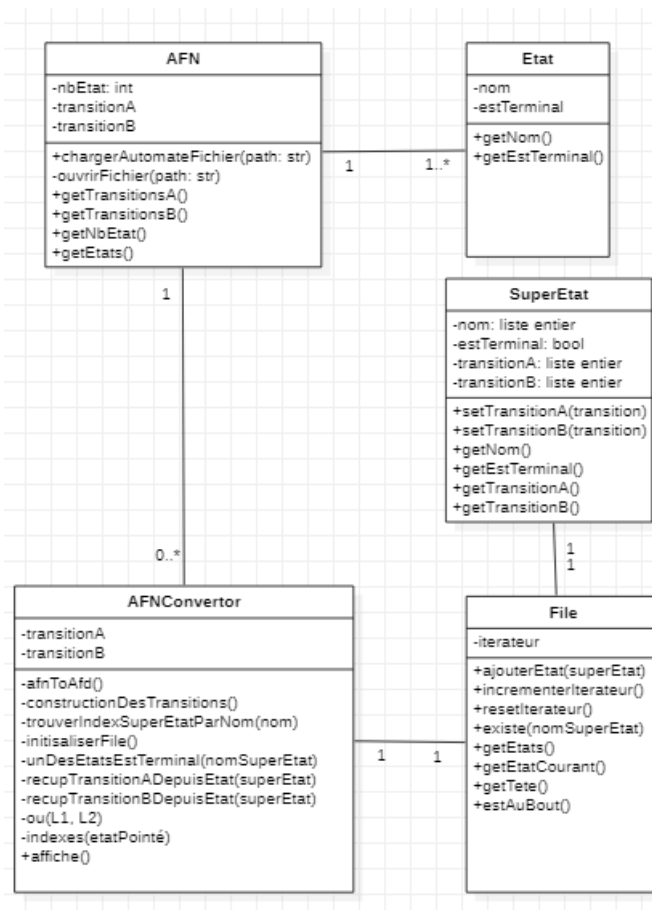 AFN
-nbEtat: int
-transitionA
-transitionB
+chargerAutomateFichier(path: str)
-ouvrirFichier(path: str)
+getTransitionsA()
+getTransitionsB()
+getNbEtat()
+getEtats()
1
1..*
Etat
-nom
-estTerminal
+getNom()
+getEstTerminal()
SuperEtat
-nom: liste entier
-estTerminal: bool
-transitionA: liste entier
-transitionB: liste entier
+setTransitionA(transition)
+setTransitionB(transition)
+getNom()
+getEstTerminal()
+getTransitionA()
+getTransitionB()
1
0..*
1
1
AFNConvertor
-transitionA
-transitionB
-afnToAfd()
-constructionDesTransitions()
-trouverIndexSuperEtatParNom(nom)
-initisaliserFile()
-unDesEtatsEstTerminal(nomSuperEtat)
-recupTransitionADepuisEtat(superEtat)
-recupTransitionBDepuisEtat(superEtat)
-ou(L1, L2)
-indexes(etatPointé)
+affiche()
1
1
File
-iterateur
+ajouterEtat(superEtat)
+incrementerIterateur()
+resetIterateur()
+existe(nomSuperEtat)
+getEtats()
+getEtatCourant()
+getTete()
+estAuBout()